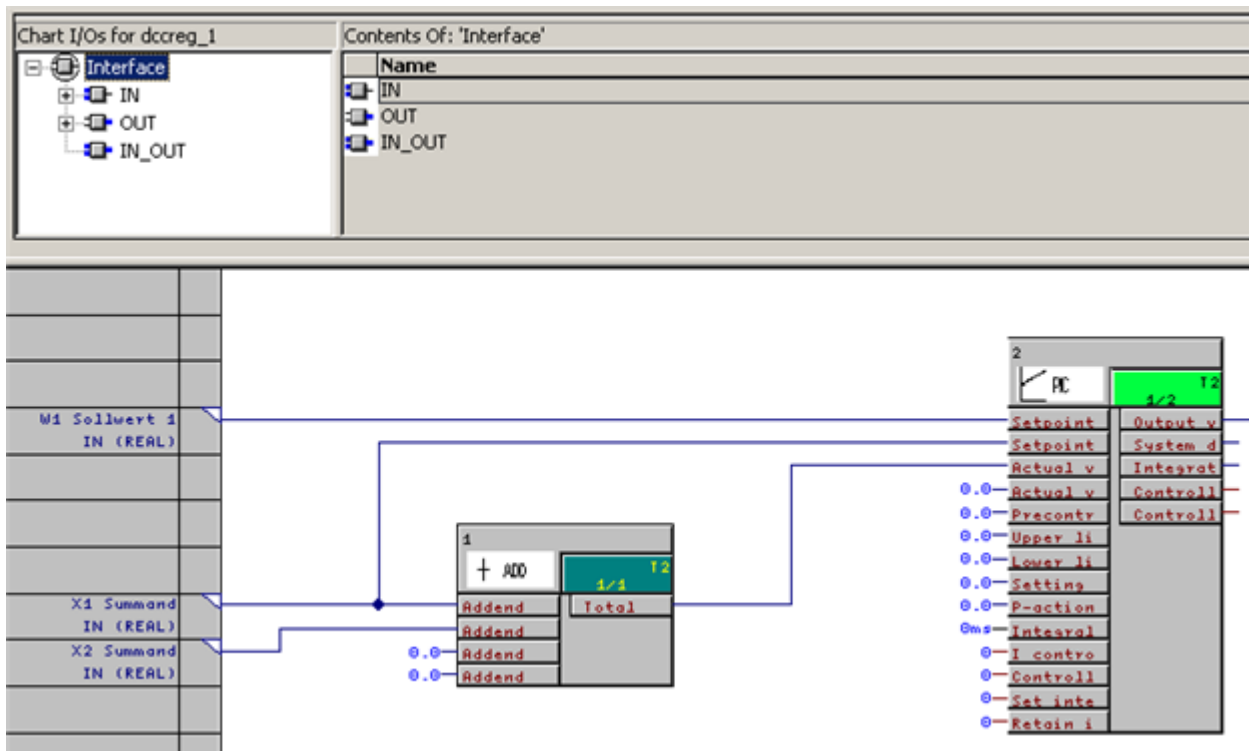 Chart I/Os for dccreg_1
Contents Of: 'Interface'
Interface
IN
OUT
IN_OUT
Name
IN
OUT
IN_OUT
W1 Sollwert 1
IN (REAL)
X1 Summand
IN (REAL)
X2 Summand
IN (REAL)
1
+ ADD
T2
1/1
Addend
Total
Addend
0.0 Addend
0.0 Addend
2
PIC
T2
1/2
Setpoint
Output v
Setpoint
System d
Actual v
Integrat
0.0 Actual v
Controll
0.0 Precontr
Controll
0.0 Upper li
0.0 Lower li
0.0 Setting
0.0 P-action
0ms Integral
0 I contro
0 Controll
0 Set inte
0 Retain i